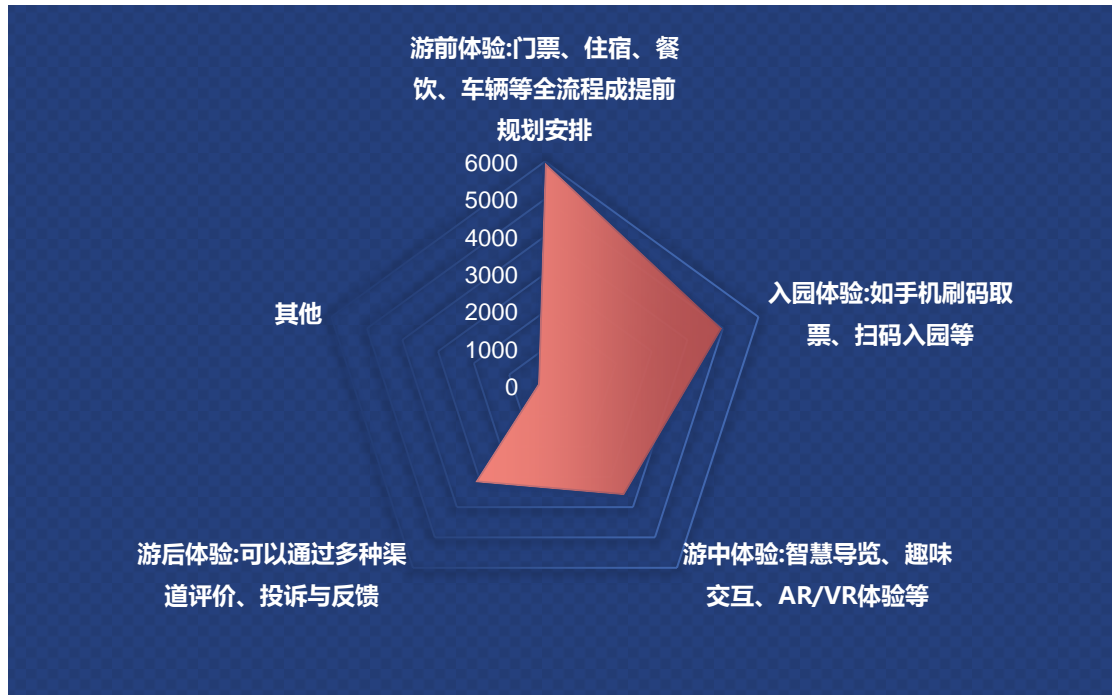 游前体验:门票、住宿、餐
饮、车辆等全流程成提前
规划安排
6000
5000
4000
3000
2000
1000
0
入园体验:如手机刷码取
票、扫码入园等
其他
游后体验:可以通过多种渠
道评价、投诉与反馈
游中体验:智慧导览、趣味
交互、AR/VR体验等